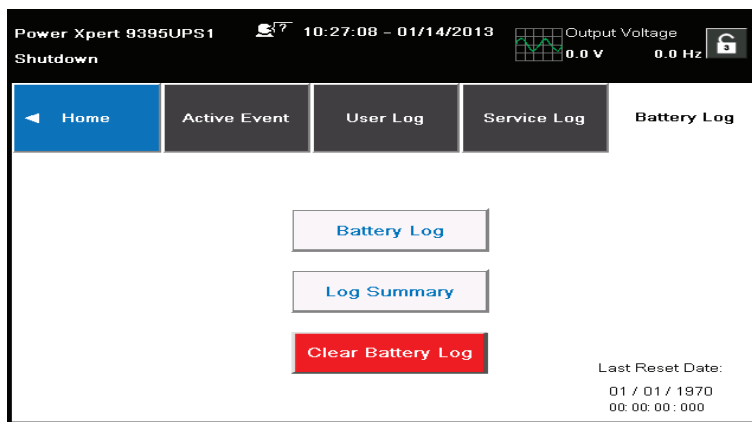 Power Xpert 9395UPS1
Shutdown
?
10:27:08 - 01/14/2013
Output Voltage
0.0 V 0.0 Hz
3
Home
Active Event
User Log
Service Log
Battery Log
Battery Log
Log Summary
Clear Battery Log
Last Reset Date:
01 / 01 / 1970
00: 00: 00 : 000